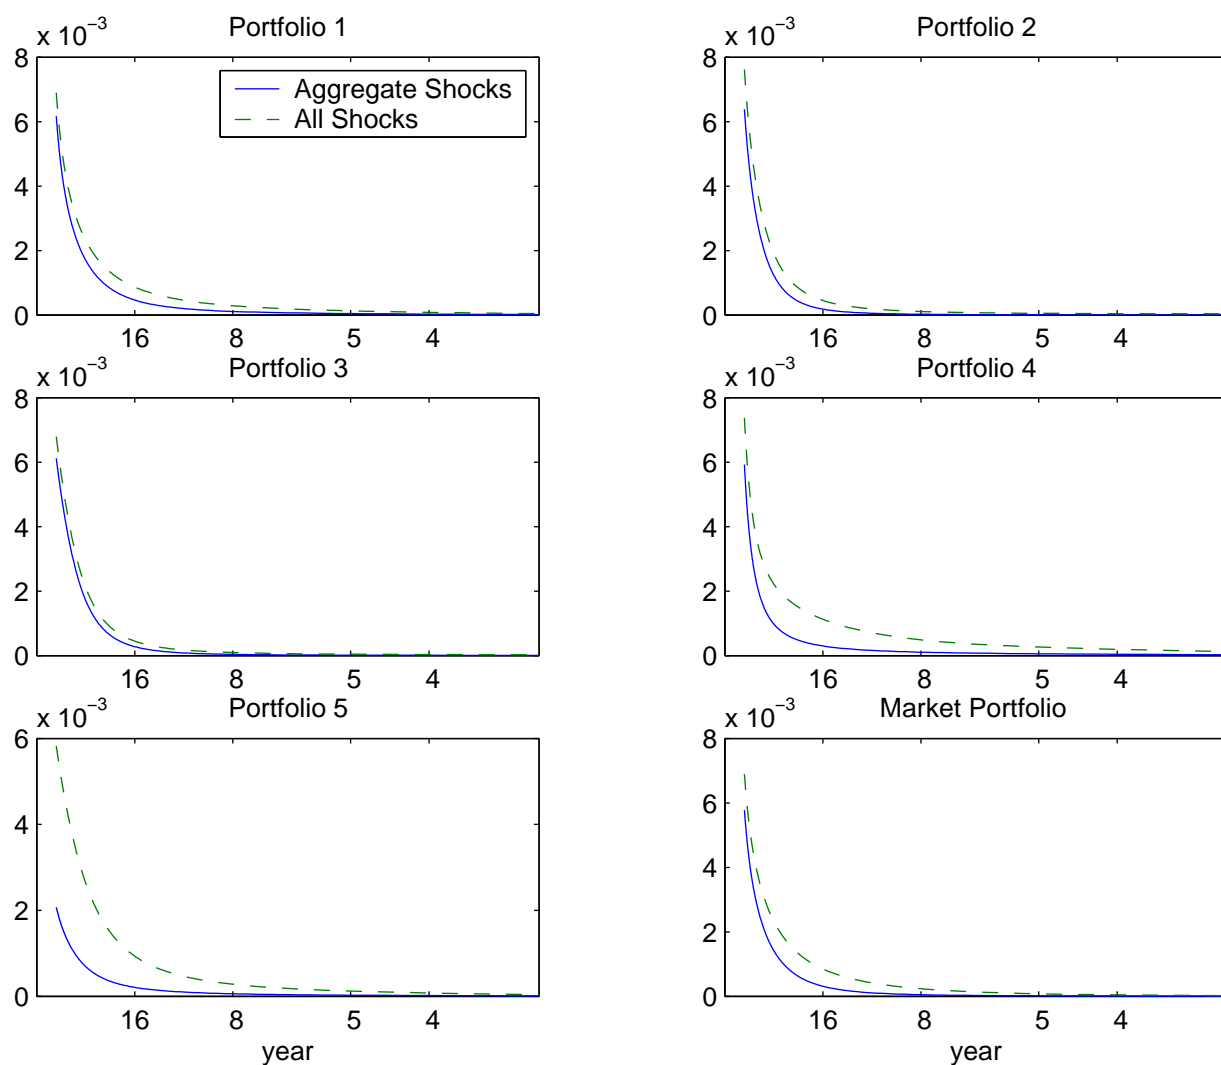 Portfolio 1
x 10−3
8
6
4
2
0
16 8 5 4
Aggregate Shocks
All Shocks
Portfolio 2
x 10−3
8
6
4
2
0
16 8 5 4
Portfolio 3
x 10−3
8
6
4
2
0
16 8 5 4
Portfolio 4
x 10−3
8
6
4
2
0
16 8 5 4
Portfolio 5
x 10−3
6
4
2
0
16 8 5 4
year
Market Portfolio
x 10−3
8
6
4
2
0
16 8 5 4
year